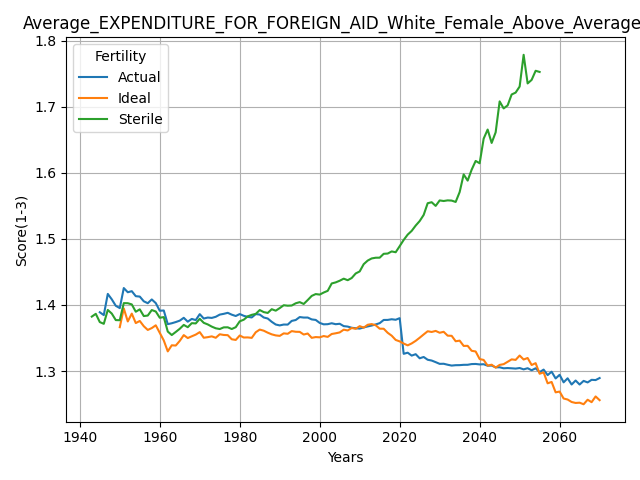 Average_EXPENDITURE_FOR_FOREIGN_AID_White_Female_Above_Average
Fertility
Actual
Ideal
Sterile
Score(1-3)
1.8
1.7
1.6
1.5
1.4
1.3
1940 1960 1980 2000 2020 2040 2060
Years